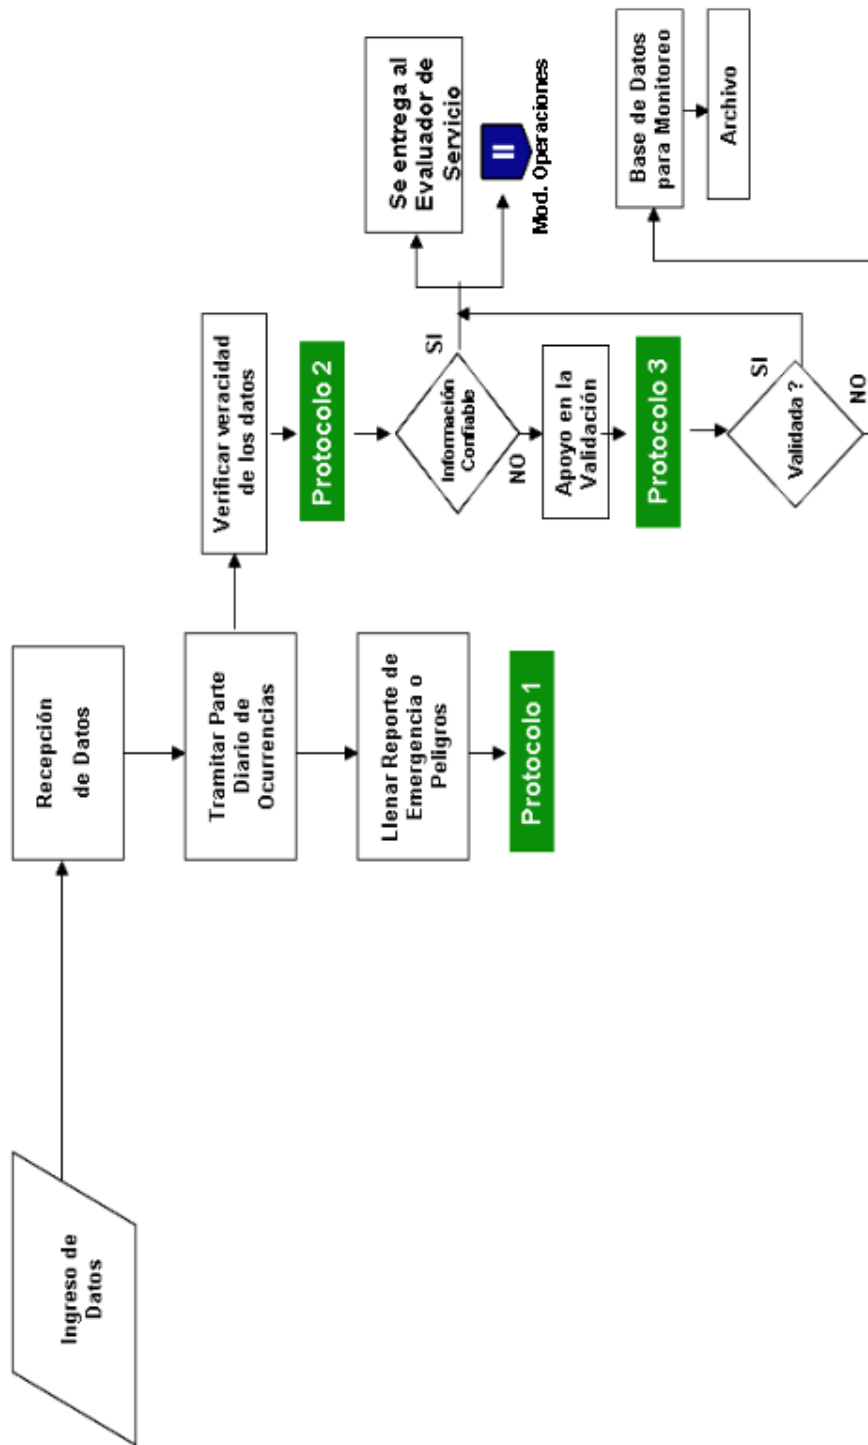 Ingreso de
Datos
Recepción
de Datos
Tramitar Parte
Diario de
Ocurrencias
Llenar Reporte de
Emergencia o
Peligros
Protocolo 1
Verificar veracidad
de los datos
Protocolo 2
Información
Confiable
SI
NO
Apoyo en la
Validación
Protocolo 3
Validada ?
SI
NO
Se entrega al
Evaluador de
Servicio
II
Mod. Operaciones
Base de Datos
para Monitoreo
Archivo